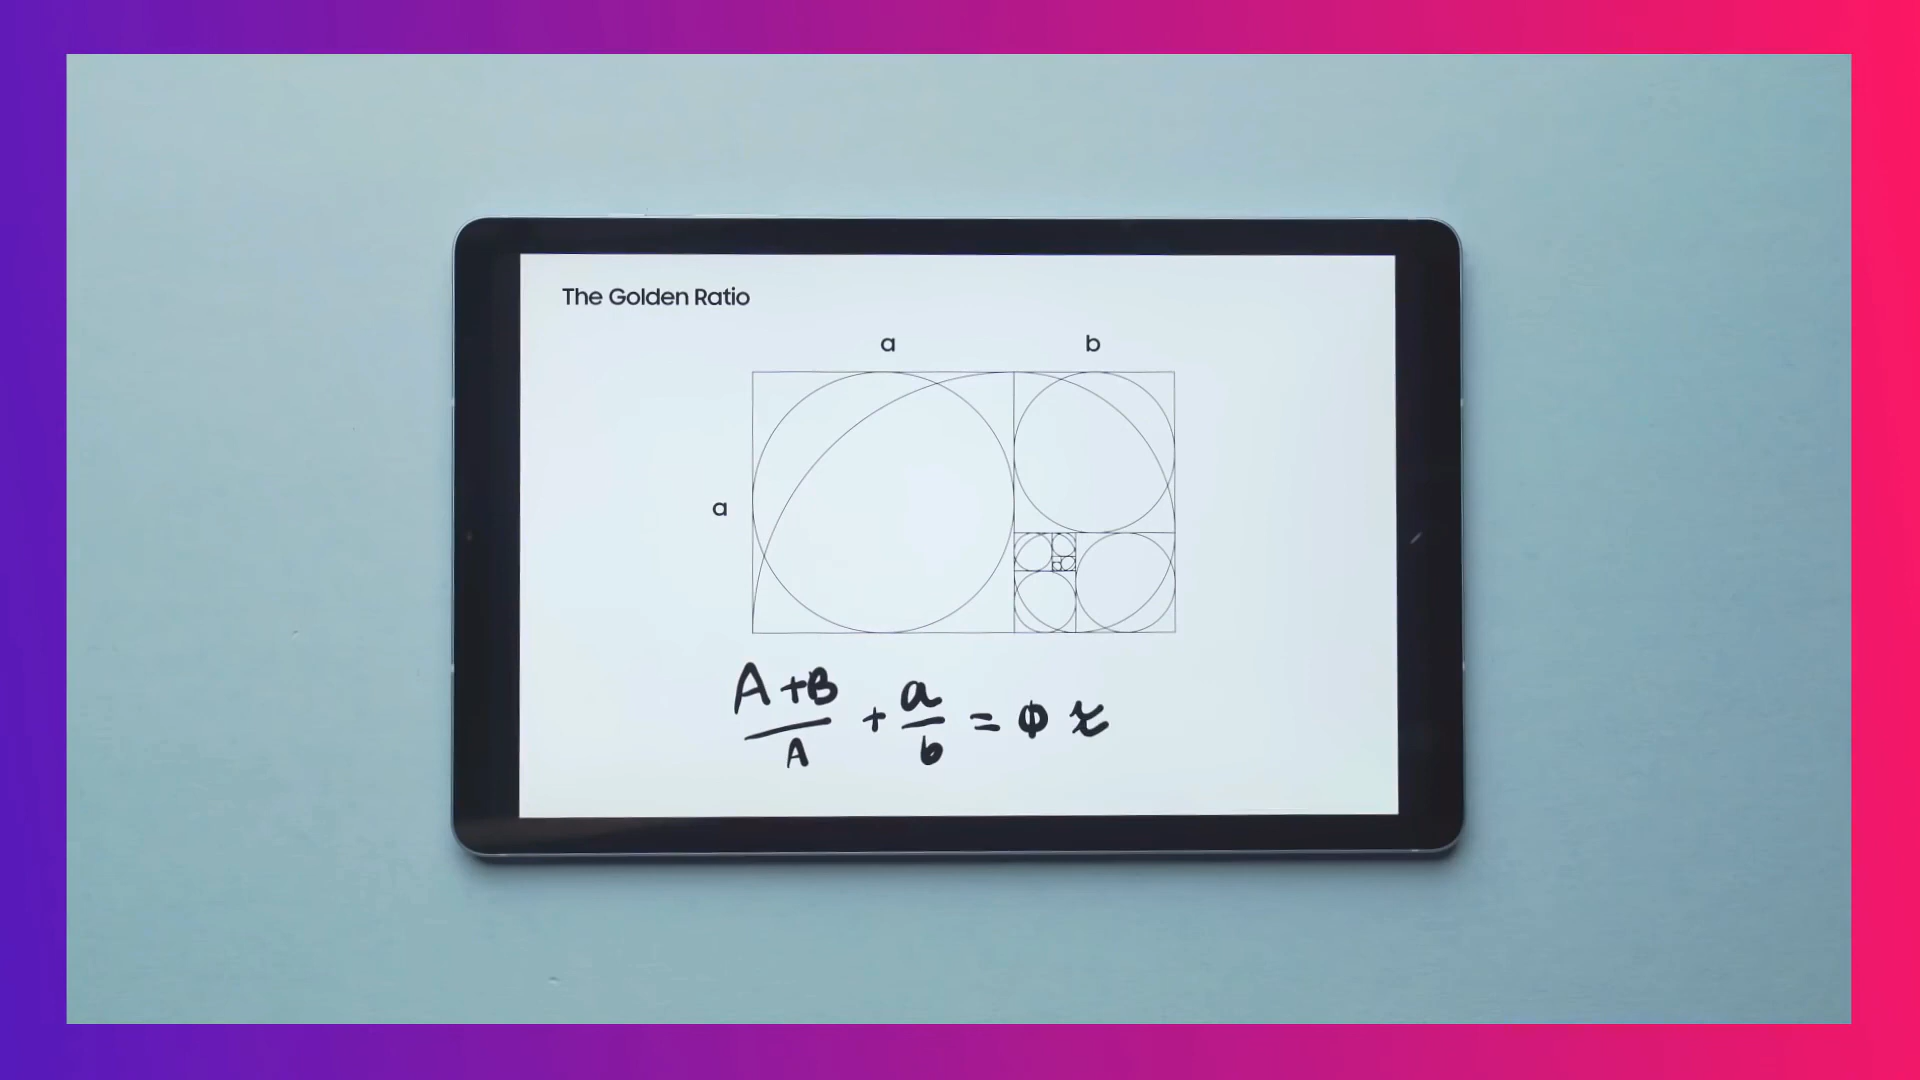 The Golden Ratio
a b
a
A+B/A + a/b = φ